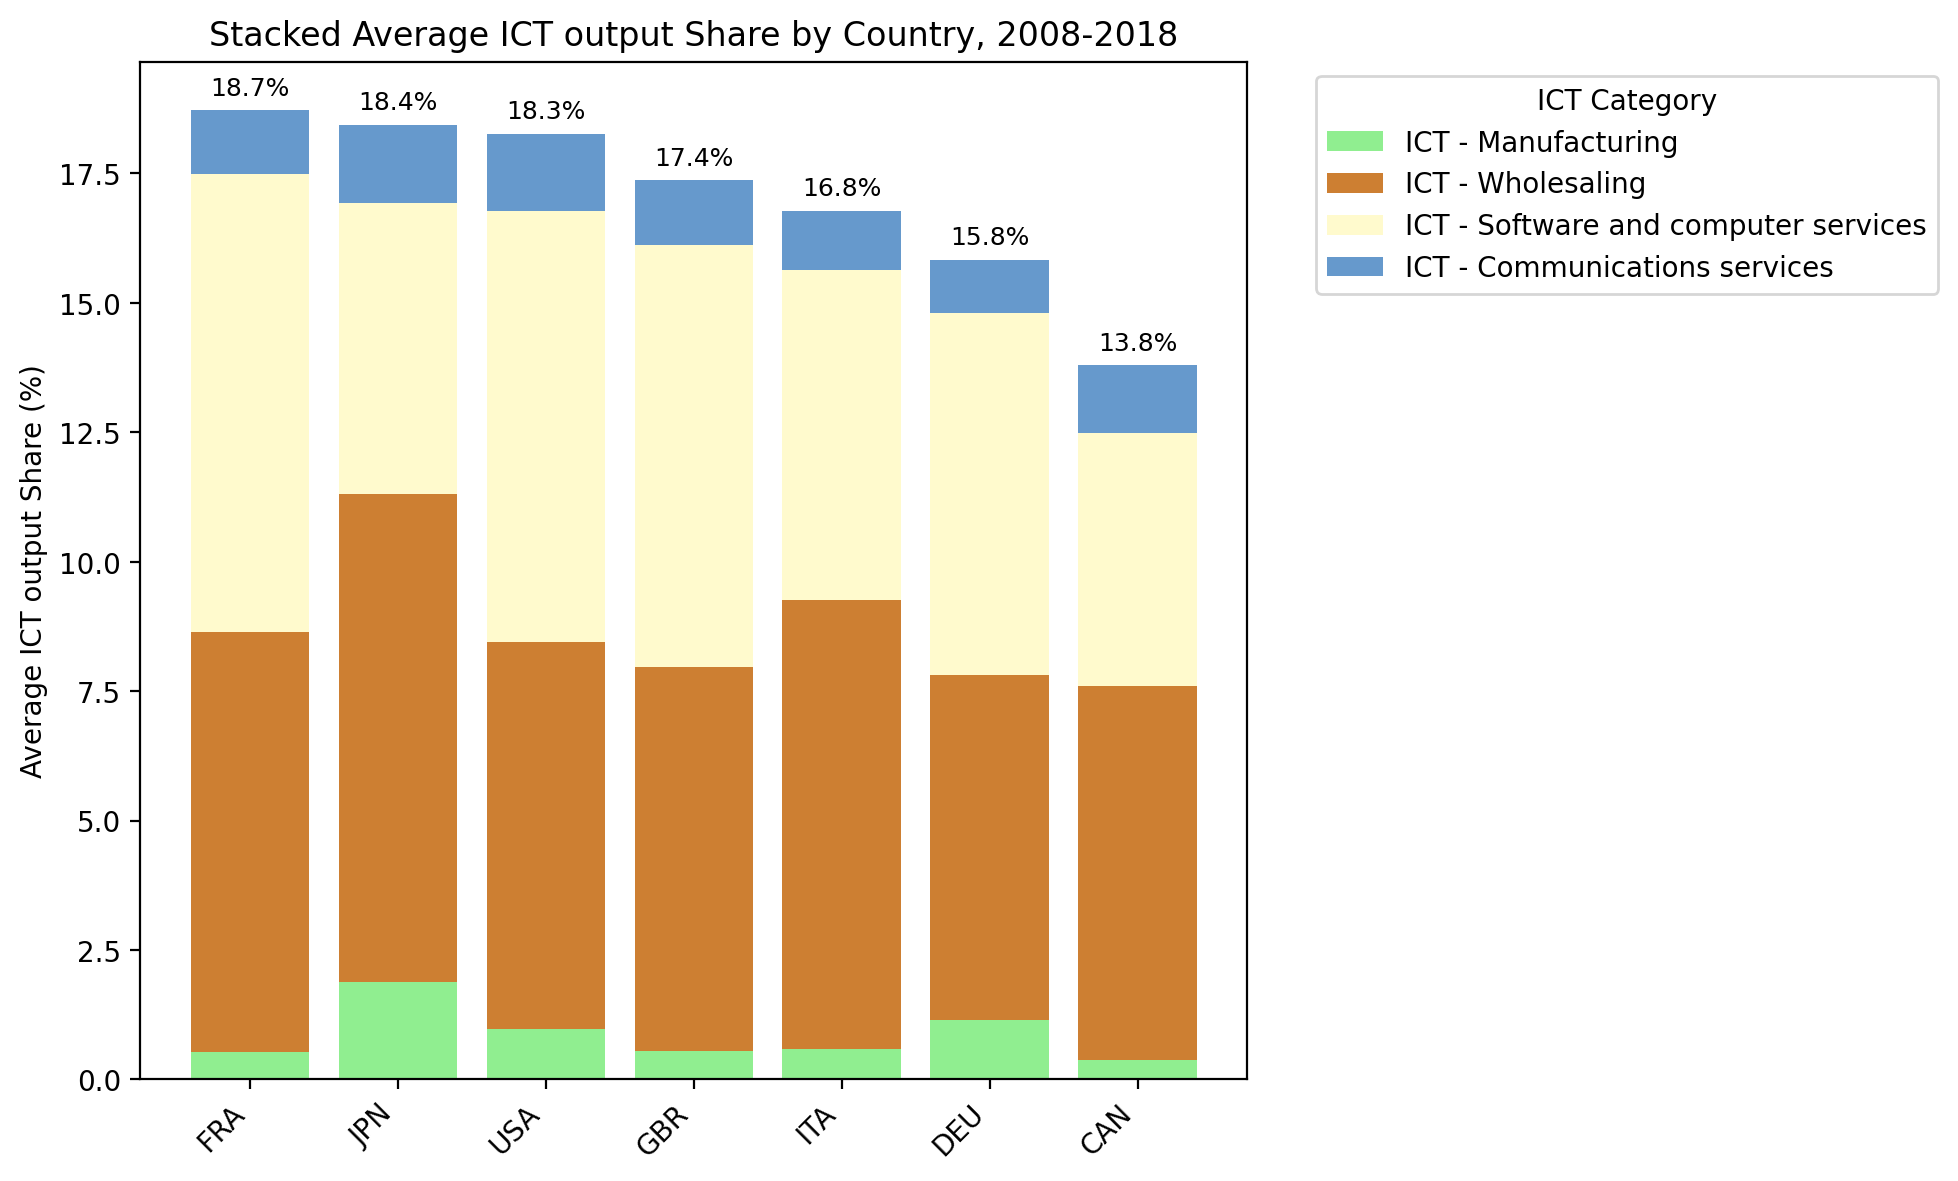 Stacked Average ICT output Share by Country, 2008-2018
Average ICT output Share (%)
17.5
15.0
12.5
10.0
7.5
5.0
2.5
0.0
18.7%
18.4%
18.3%
17.4%
16.8%
15.8%
13.8%
FRA
JPN
USA
GBR
ITA
DEU
CAN
ICT Category
ICT - Manufacturing
ICT - Wholesaling
ICT - Software and computer services
ICT - Communications services